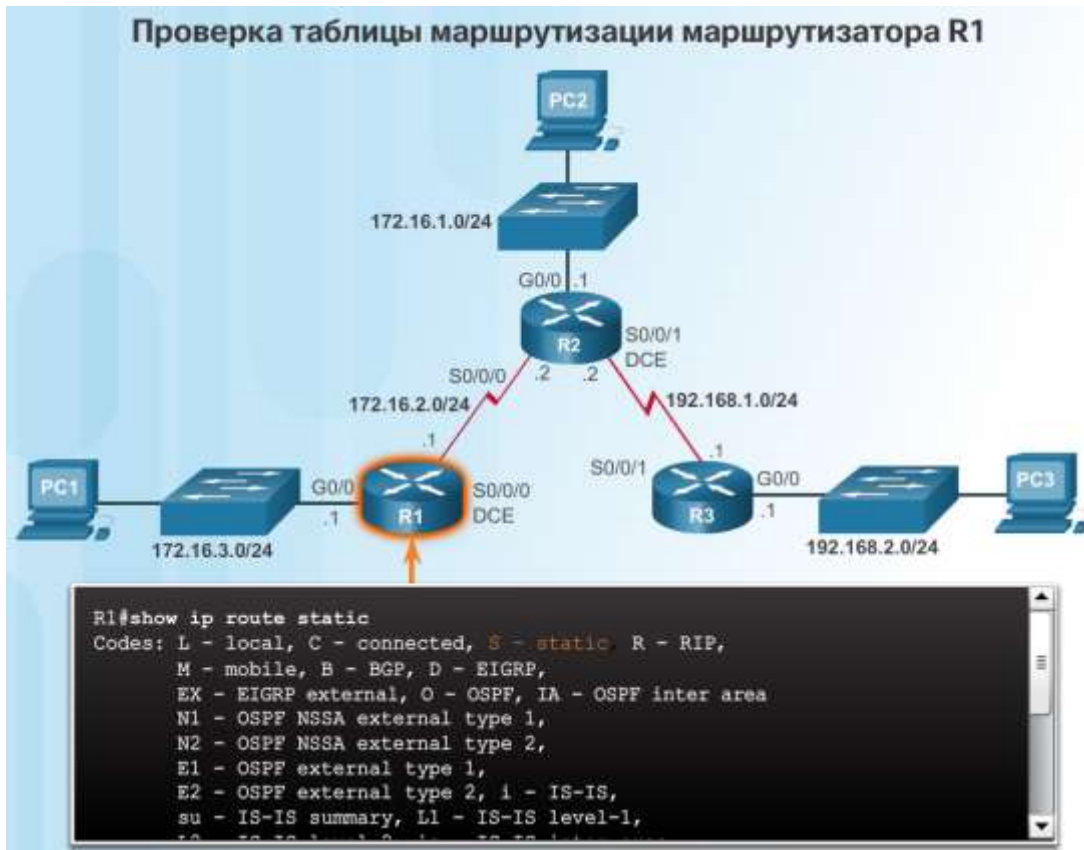 Проверка таблицы маршрутизации маршрутизатора R1
PC2
172.16.1.0/24
G0/0 .1
R2
S0/0/1
DCE
S0/0/0
.2 .2
172.16.2.0/24
192.168.1.0/24
.1
.1
S0/0/1
PC1
G0/0
.1
R1
S0/0/0
DCE
R3
G0/0
.1
PC3
172.16.3.0/24
192.168.2.0/24
R1#show ip route static
Codes: L - local, C - connected, S - static, R - RIP,
M - mobile, B - BGP, D - EIGRP,
EX - EIGRP external, O - OSPF, IA - OSPF inter area
N1 - OSPF NSSA external type 1,
N2 - OSPF NSSA external type 2,
E1 - OSPF external type 1,
E2 - OSPF external type 2, i - IS-IS,
su - IS-IS summary, L1 - IS-IS level-1,